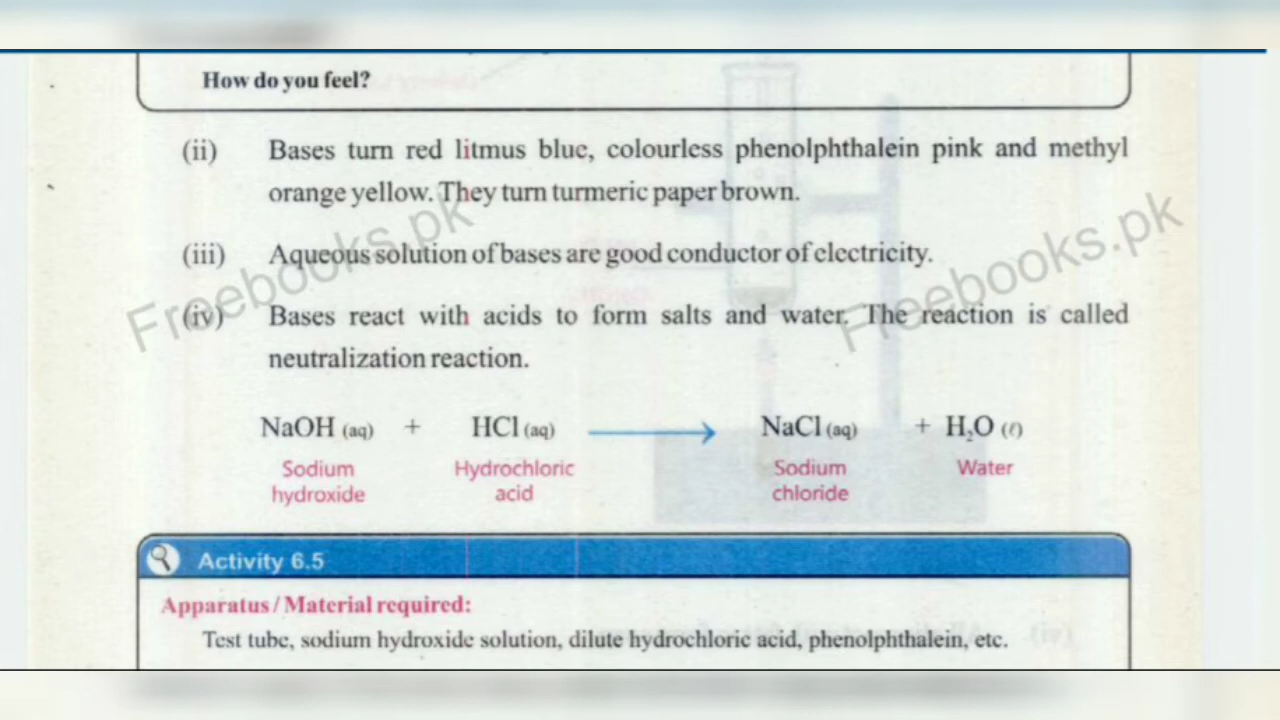 How do you feel?
(ii) Bases turn red litmus blue, colourless phenolphthalein pink and methyl
orange yellow. They turn turmeric paper brown.
(iii) Aqueous solution of bases are good conductor of electricity.
(iv) Bases react with acids to form salts and water. The reaction is called
neutralization reaction.
NaOH (aq) + HCl (aq) ⟶ NaCl (aq) + H₂O (ℓ)
Sodium hydroxide Hydrochloric acid Sodium chloride Water
Activity 6.5
Apparatus / Material required:
Test tube, sodium hydroxide solution, dilute hydrochloric acid, phenolphthalein, etc.
Freebooks.pk
Freebooks.pk